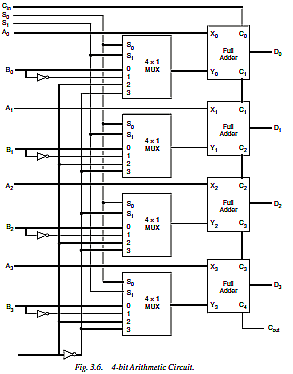 Cin
S0
S1
A0 X0 C0
S0 4 × 1 Full D0
S1 MUX Adder
B0 0 Y0 C1
1
2
3
A1 X1 C1
S0 4 × 1 Full D1
S1 MUX Adder
B1 0 Y1 C2
1
2
3
A2 X2 C2
S0 4 × 1 Full D2
S1 MUX Adder
B2 0 Y2 C3
1
2
3
A3 X3 C3
S0 4 × 1 Full D3
S1 MUX Adder
B3 0 Y3 C4
1
2
3
Cout
Fig. 3.6. 4-bit Arithmetic Circuit.